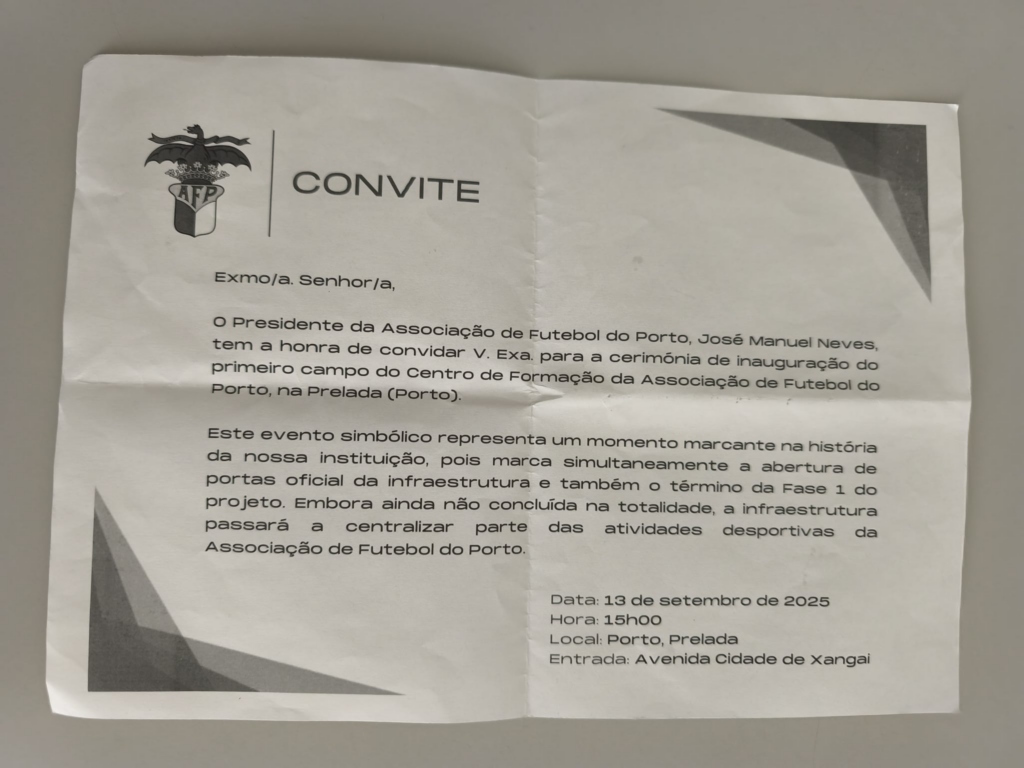 AFP
CONVITE
Exmo/a. Senhor/a,
O Presidente da Associação de Futebol do Porto, José Manuel Neves,
tem a honra de convidar V. Exa. para a cerimónia de inauguração do
primeiro campo do Centro de Formação da Associação de Futebol do
Porto, na Prelada (Porto).
Este evento simbólico representa um momento marcante na história
da nossa instituição, pois marca simultaneamente a abertura de
portas oficial da infraestrutura e também o término da Fase 1 do
projeto. Embora ainda não concluída na totalidade, a infraestrutura
passará a centralizar parte das atividades desportivas da
Associação de Futebol do Porto.
Data: 13 de setembro de 2025
Hora: 15h00
Local: Porto, Prelada
Entrada: Avenida Cidade de Xangai